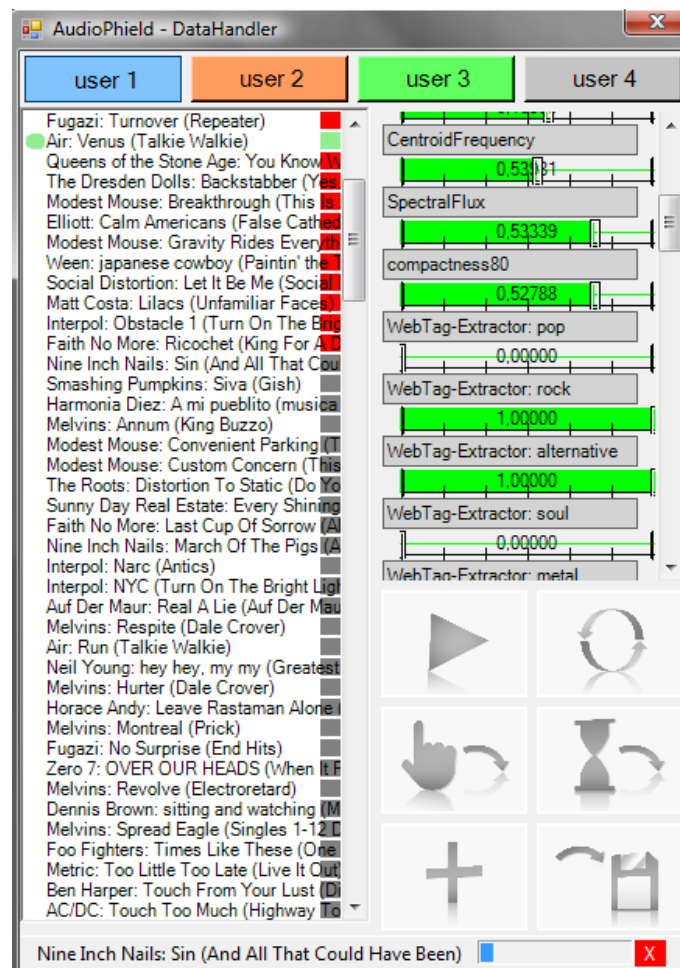 AudioPhield - DataHandler
X
user 1
user 2
user 3
user 4
Fugazi: Turnover (Repeater)
Air: Venus (Talkie Walkie)
Queens of the Stone Age: You Know W
The Dresden Dolls: Backstabber (Yes,
Modest Mouse: Breakthrough (This Is
Elliott: Calm Americans (False Cathed
Modest Mouse: Gravity Rides Everyth
Ween: japanese cowboy (Paintin' the T
Social Distortion: Let It Be Me (Social
Matt Costa: Lilacs (Unfamiliar Faces)
Interpol: Obstacle 1 (Turn On The Brig
Faith No More: Ricochet (King For A D
Nine Inch Nails: Sin (And All That Cou
Smashing Pumpkins: Siva (Gish)
Harmonia Diez: A mi pueblito (musica
Melvins: Annum (King Buzzo)
Modest Mouse: Convenient Parking (T
Modest Mouse: Custom Concern (This
The Roots: Distortion To Static (Do Yo
Sunny Day Real Estate: Every Shining
Faith No More: Last Cup Of Sorrow (Al
Nine Inch Nails: March Of The Pigs (A
Interpol: Narc (Antics)
Interpol: NYC (Turn On The Bright Ligh
Auf Der Maur: Real A Lie (Auf Der Mau
Melvins: Respite (Dale Crover)
Air: Run (Talkie Walkie)
Neil Young: hey hey, my my (Greatest
Melvins: Hurter (Dale Crover)
Horace Andy: Leave Rastaman Alone (
Melvins: Montreal (Prick)
Fugazi: No Surprise (End Hits)
Zero 7: OVER OUR HEADS (When It F
Melvins: Revolve (Electroretard)
Dennis Brown: sitting and watching (M
Melvins: Spread Eagle (Singles 1-12 D
Foo Fighters: Times Like These (One
Metric: Too Little Too Late (Live It Out)
Ben Harper: Touch From Your Lust (Di
AC/DC: Touch Too Much (Highway To
CentroidFrequency
0,53981
SpectralFlux
0,53339
compactness80
0,52788
WebTag-Extractor: pop
0,00000
WebTag-Extractor: rock
1,00000
WebTag-Extractor: alternative
1,00000
WebTag-Extractor: soul
0,00000
WebTag-Extractor: metal
Nine Inch Nails: Sin (And All That Could Have Been)
X